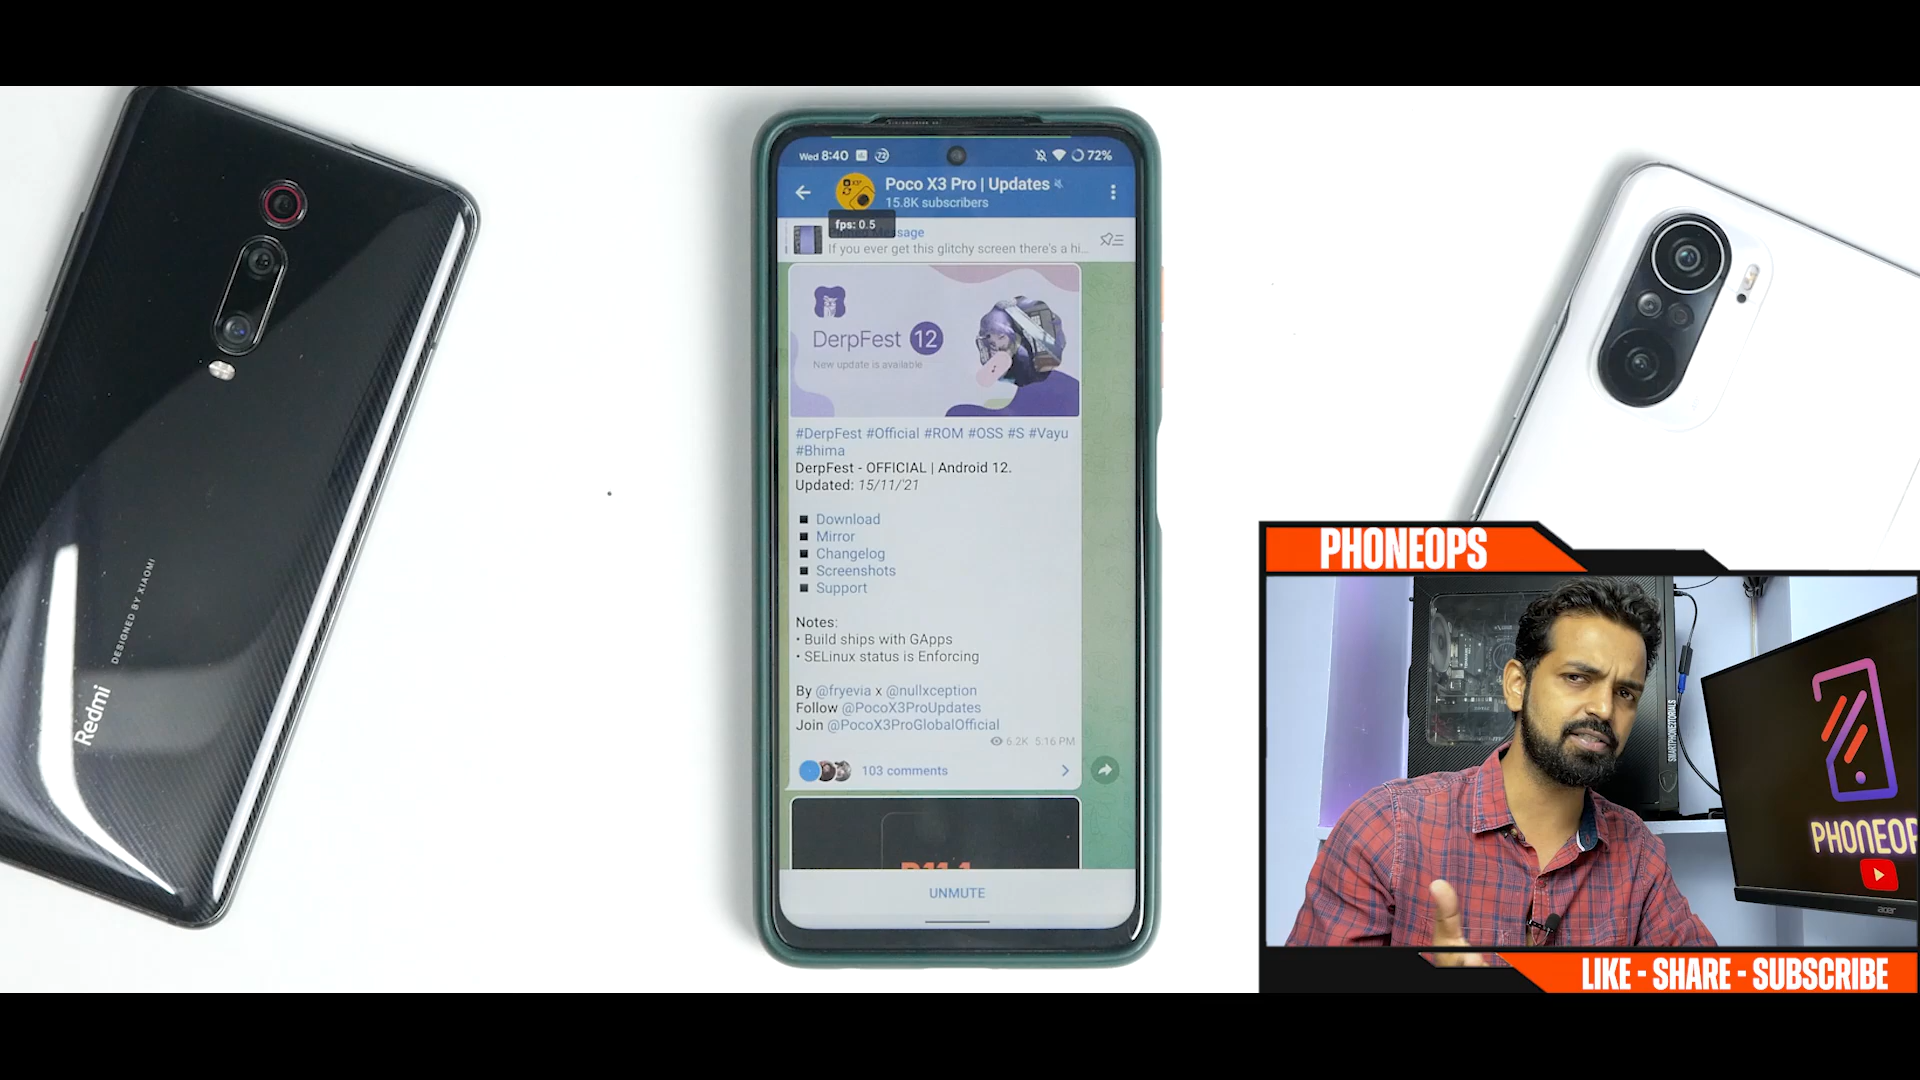 Wed 8:40
72
72%
Poco X3 Pro | Updates
15.8K subscribers
fps: 0.5
If you ever get this glitchy screen there's a hi...
DerpFest 12
New update is available
#DerpFest #Official #ROM #OSS #S #Vayu
#Bhima
DerpFest - OFFICIAL | Android 12.
Updated: 15/11/'21
Download
Mirror
Changelog
Screenshots
Support
Notes:
• Build ships with GApps
• SELinux status is Enforcing
By @fryevia x @nullxception
Follow @PocoX3ProUpdates
Join @PocoX3ProGlobalOfficial
6.2K 5:16 PM
103 comments
UNMUTE
Redmi
DESIGNED BY XIAOMI
PHONEOPS
SMARTPHONE2TORIALS
PHONEOP
acer
LIKE - SHARE - SUBSCRIBE